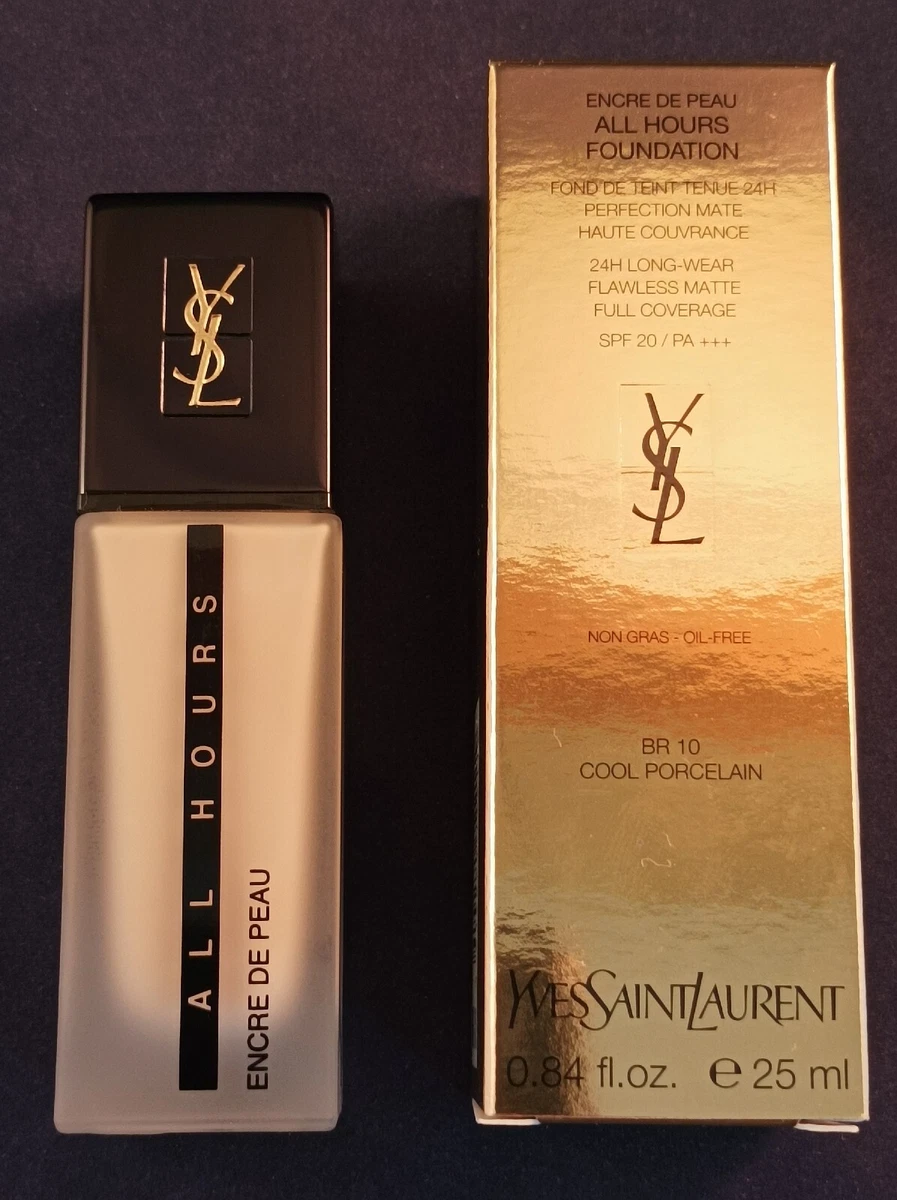 YSL
ALL HOURS
ENCRE DE PEAU
ENCRE DE PEAU
ALL HOURS
FOUNDATION
FOND DE TEINT TENUE 24H
PERFECTION MATE
HAUTE COUVRANCE
24H LONG-WEAR
FLAWLESS MATTE
FULL COVERAGE
SPF 20 / PA +++
YSL
NON GRAS - OIL-FREE
BR 10
COOL PORCELAIN
YVESSAINTLAURENT
0.84 fl.oz. ℮ 25 ml